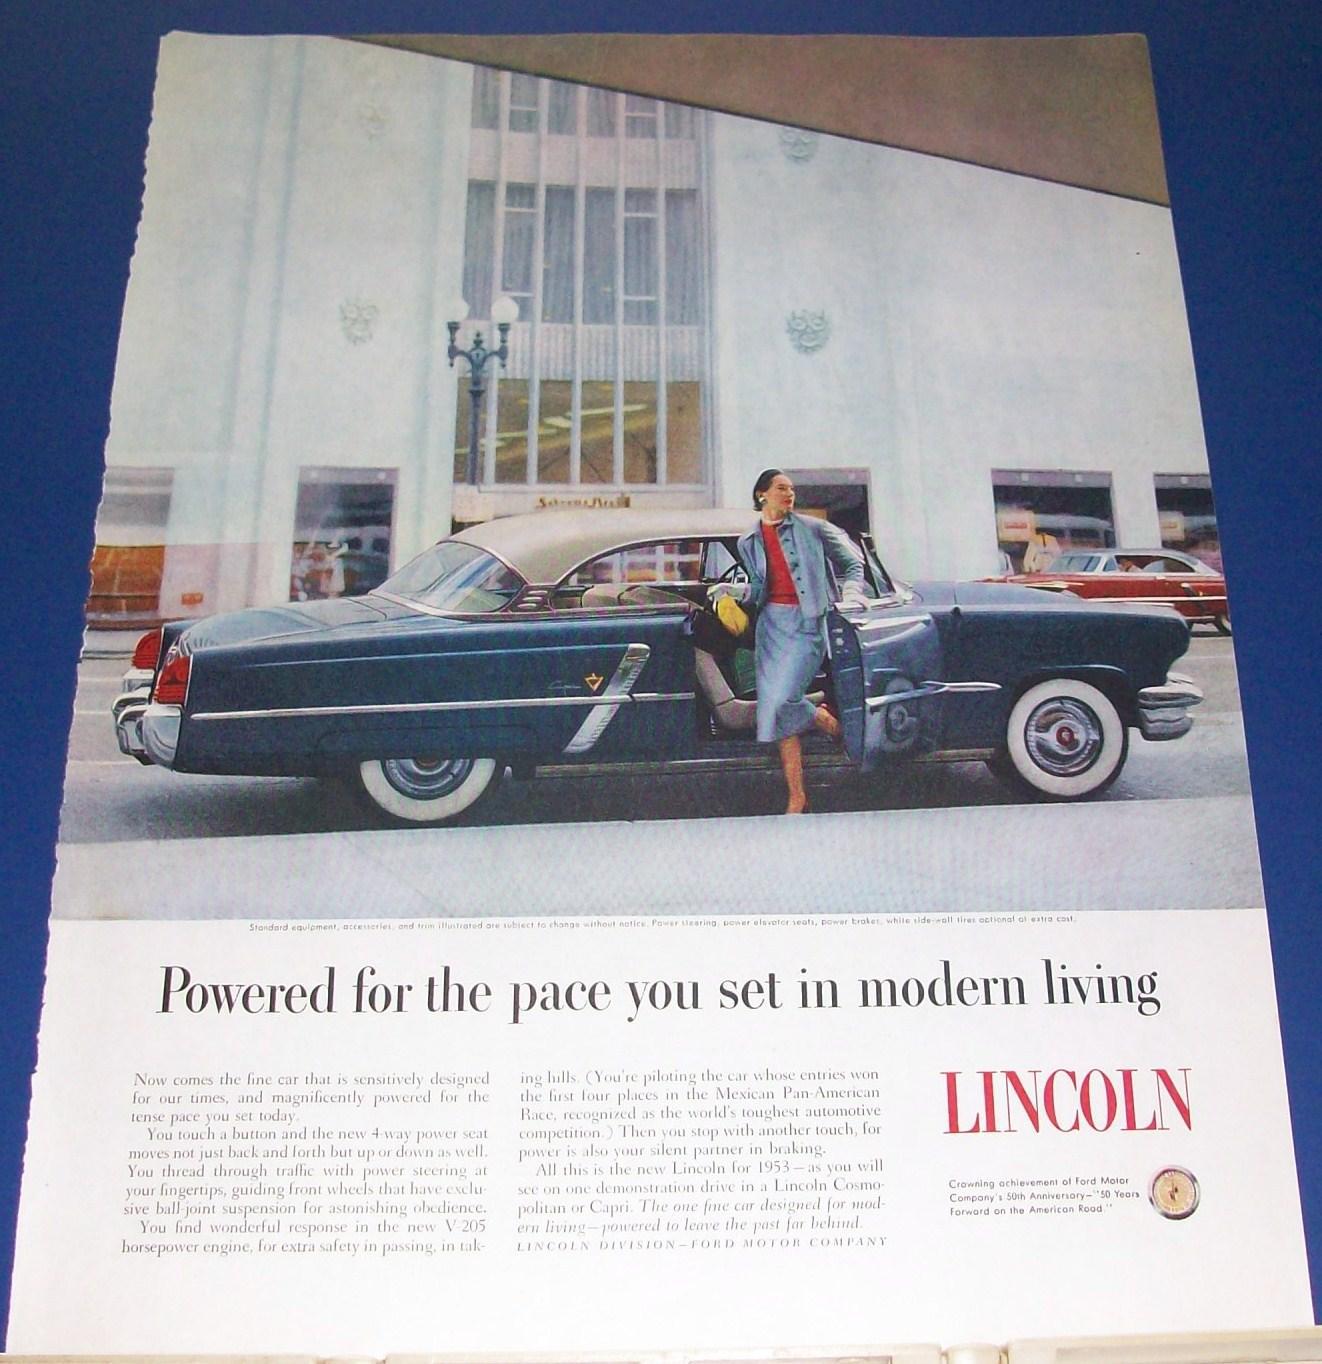 Standard equipment, accessories, and trim illustrated are subject to change without notice. Power steering, power elevator seats, power brakes, white side-wall tires optional at extra cost.
Powered for the pace you set in modern living
Now comes the fine car that is sensitively designed
for our times, and magnificently powered for the
tense pace you set today.
You touch a button and the new 4-way power seat
moves not just back and forth but up or down as well.
You thread through traffic with power steering at
your fingertips, guiding front wheels that have exclu-
sive ball-joint suspension for astonishing obedience.
You find wonderful response in the new V-205
horsepower engine, for extra safety in passing, in tak-
ing hills. (You're piloting the car whose entries won
the first four places in the Mexican Pan-American
Race, recognized as the world's toughest automotive
competition.) Then you stop with another touch, for
power is also your silent partner in braking.
All this is the new Lincoln for 1953—as you will
see on one demonstration drive in a Lincoln Cosmo-
politan or Capri. The one fine car designed for mod-
ern living—powered to leave the past far behind.
LINCOLN DIVISION—FORD MOTOR COMPANY
LINCOLN
Crowning achievement of Ford Motor
Company's 50th Anniversary—"50 Years
Forward on the American Road."